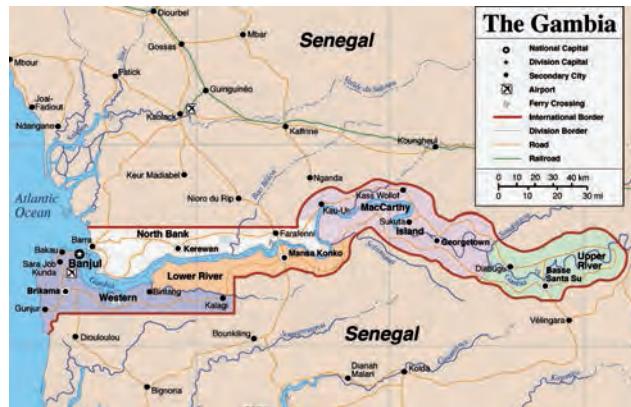 The Gambia
National Capital
Division Capital
Secondary City
Airport
Ferry Crossing
International Border
Division Border
Road
Railroad
0 10 20 30 40 km
0 10 20 30 mi
Diourbel
Mbar
Gossas
Senegal
Mbour
Fatick
Guinguinéo
Joal-Fadiout
Kaolack
Ndangane
Kaffrine
Koungheul
Keur Madiabel
Nganda
Nioro du Rip
Kass Wollof
MacCarthy
Island
Kau-Ur
Sukuta
Atlantic
Ocean
Barra
North Bank
Farafenni
Georgetown
Bakau
Banjul
Kerewan
Mansa Konko
Diabugu
Upper
River
Sara Job
Kunda
Lower River
Basse
Santa Su
Gambia
Brikama
Western
Bintang
Kalagi
Gunjur
Vélingara
Diouloulou
Bounkiling
Senegal
Dianah
Malari
Kolda
Bignona